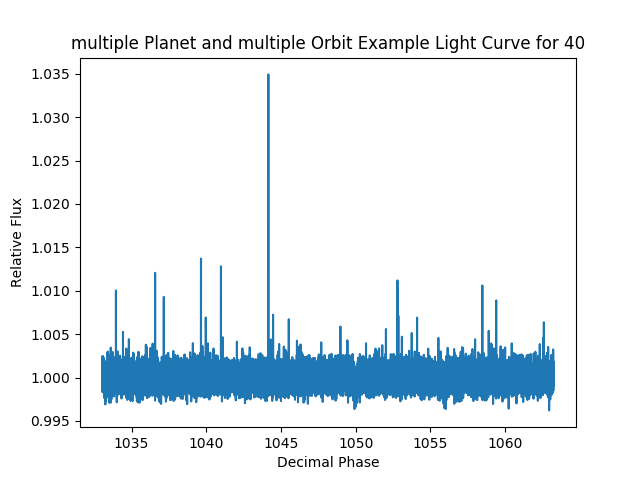 multiple Planet and multiple Orbit Example Light Curve for 40
1.035
1.030
1.025
1.020
1.015
1.010
1.005
1.000
0.995
Relative Flux
1035 1040 1045 1050 1055 1060
Decimal Phase